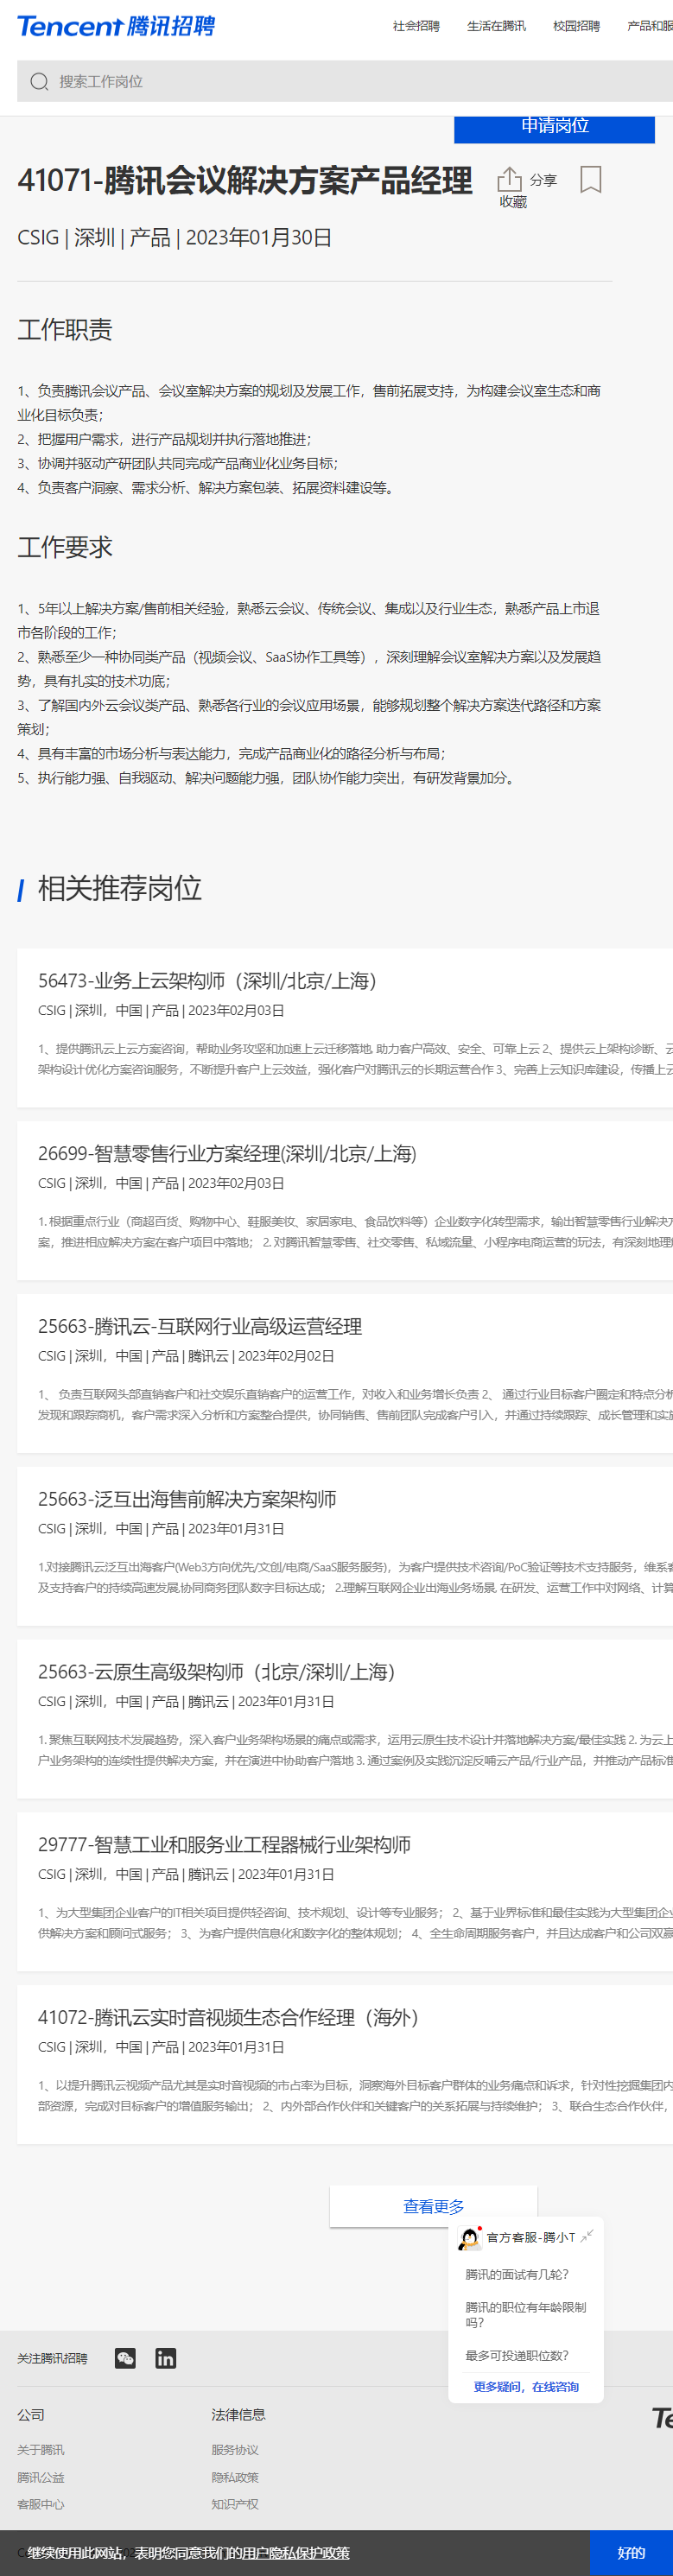 Tencent 腾讯招聘
社会招聘 生活在腾讯 校园招聘 产品和服
搜索工作岗位
申请岗位
41071-腾讯会议解决方案产品经理
分享
收藏
CSIG | 深圳 | 产品 | 2023年01月30日
工作职责
1、负责腾讯会议产品、会议室解决方案的规划及发展工作，售前拓展支持，为构建会议室生态和商
业化目标负责；
2、把握用户需求，进行产品规划并执行落地推进；
3、协调并驱动产研团队共同完成产品商业化业务目标；
4、负责客户洞察、需求分析、解决方案包装、拓展资料建设等。
工作要求
1、5年以上解决方案/售前相关经验，熟悉云会议、传统会议、集成以及行业生态，熟悉产品上市退
市各阶段的工作；
2、熟悉至少一种协同类产品（视频会议、SaaS协作工具等），深刻理解会议室解决方案以及发展趋
势，具有扎实的技术功底；
3、了解国内外云会议类产品、熟悉各行业的会议应用场景，能够规划整个解决方案迭代路径和方案
策划；
4、具有丰富的市场分析与表达能力，完成产品商业化的路径分析与布局；
5、执行能力强、自我驱动、解决问题能力强，团队协作能力突出，有研发背景加分。
相关推荐岗位
56473-业务上云架构师（深圳/北京/上海）
CSIG | 深圳，中国 | 产品 | 2023年02月03日
1、提供腾讯云上云方案咨询，帮助业务攻坚和加速上云迁移落地, 助力客户高效、安全、可靠上云 2、提供云上架构诊断、云
架构设计优化方案咨询服务，不断提升客户上云效益，强化客户对腾讯云的长期运营合作 3、完善上云知识库建设，传播上云
26699-智慧零售行业方案经理(深圳/北京/上海)
CSIG | 深圳，中国 | 产品 | 2023年02月03日
1. 根据重点行业（商超百货、购物中心、鞋服美妆、家居家电、食品饮料等）企业数字化转型需求，输出智慧零售行业解决方
案，推进相应解决方案在客户项目中落地； 2. 对腾讯智慧零售、社交零售、私域流量、小程序电商运营的玩法，有深刻地理解
25663-腾讯云-互联网行业高级运营经理
CSIG | 深圳，中国 | 产品 | 腾讯云 | 2023年02月02日
1、 负责互联网头部直销客户和社交娱乐直销客户的运营工作，对收入和业务增长负责 2、 通过行业目标客户圈定和特点分析
发现和跟踪商机，客户需求深入分析和方案整合提供，协同销售、售前团队完成客户引入，并通过持续跟踪、成长管理和实施
25663-泛互出海售前解决方案架构师
CSIG | 深圳，中国 | 产品 | 2023年01月31日
1.对接腾讯云泛互出海客户(Web3方向优先/文创/电商/SaaS服务服务)，为客户提供技术咨询/PoC验证等技术支持服务，维系客
及支持客户的持续高速发展,协同商务团队数字目标达成； 2.理解互联网企业出海业务场景, 在研发、运营工作中对网络、计算
25663-云原生高级架构师（北京/深圳/上海）
CSIG | 深圳，中国 | 产品 | 腾讯云 | 2023年01月31日
1. 聚焦互联网技术发展趋势，深入客户业务架构场景的痛点或需求，运用云原生技术设计并落地解决方案/最佳实践 2. 为云上
户业务架构的连续性提供解决方案，并在演进中协助客户落地 3. 通过案例及实践沉淀反哺云产品/行业产品，并推动产品标准
29777-智慧工业和服务业工程器械行业架构师
CSIG | 深圳，中国 | 产品 | 腾讯云 | 2023年01月31日
1、为大型集团企业客户的IT相关项目提供轻咨询、技术规划、设计等专业服务； 2、基于业界标准和最佳实践为大型集团企业
供解决方案和顾问式服务； 3、为客户提供信息化和数字化的整体规划； 4、全生命周期服务客户，并且达成客户和公司双赢
41072-腾讯云实时音视频生态合作经理（海外）
CSIG | 深圳，中国 | 产品 | 2023年01月31日
1、以提升腾讯云视频产品尤其是实时音视频的市占率为目标，洞察海外目标客户群体的业务痛点和诉求，针对性挖掘集团内
部资源，完成对目标客户的增值服务输出； 2、内外部合作伙伴和关键客户的关系拓展与持续维护； 3、联合生态合作伙伴，
查看更多
官方客服-腾小T
腾讯的面试有几轮？
腾讯的职位有年龄限制
吗？
最多可投递职位数？
更多疑问，在线咨询
关注腾讯招聘
公司 法律信息
关于腾讯 服务协议
腾讯公益 隐私政策
客服中心 知识产权
继续使用此网站，表明您同意我们的用户隐私保护政策 好的